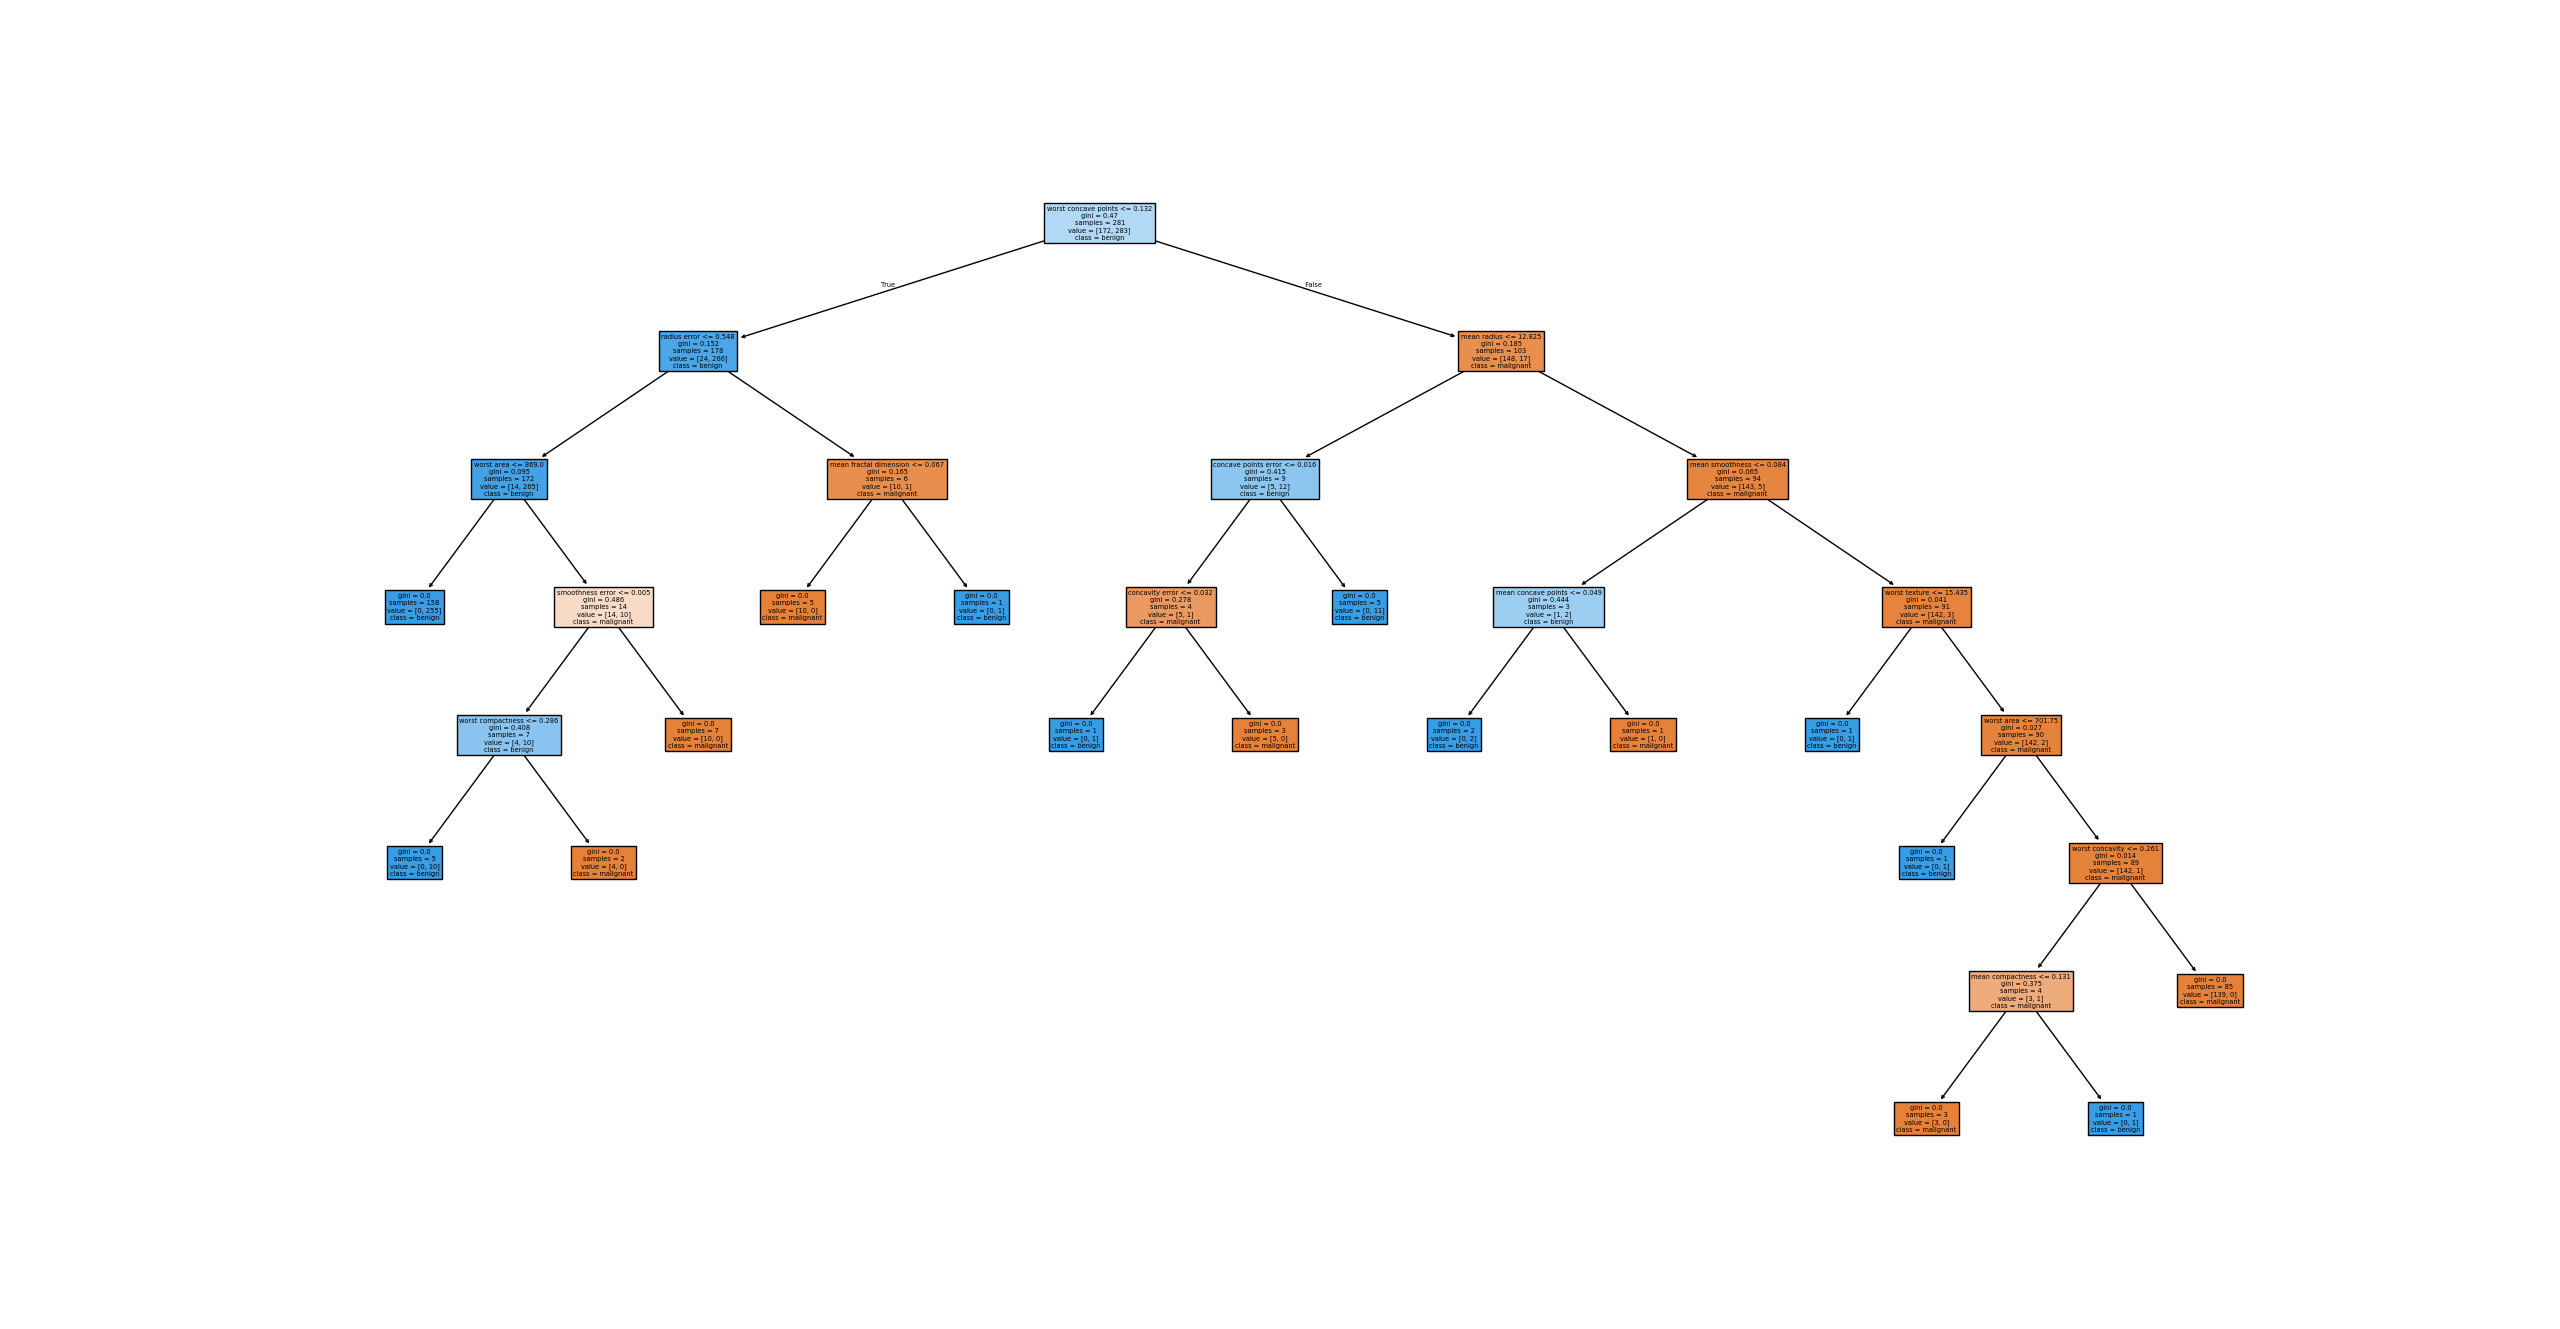 worst concave points <= 0.132
gini = 0.47
samples = 281
value = [172, 283]
class = benign
True
False
radius error <= 0.548
gini = 0.152
samples = 178
value = [24, 266]
class = benign
mean radius <= 12.825
gini = 0.185
samples = 103
value = [148, 17]
class = malignant
worst area <= 869.0
gini = 0.095
samples = 172
value = [14, 265]
class = benign
mean fractal dimension <= 0.067
gini = 0.165
samples = 6
value = [10, 1]
class = malignant
concave points error <= 0.016
gini = 0.415
samples = 9
value = [5, 12]
class = benign
mean smoothness <= 0.084
gini = 0.065
samples = 94
value = [143, 5]
class = malignant
gini = 0.0
samples = 158
value = [0, 255]
class = benign
smoothness error <= 0.005
gini = 0.486
samples = 14
value = [14, 10]
class = malignant
gini = 0.0
samples = 5
value = [10, 0]
class = malignant
gini = 0.0
samples = 1
value = [0, 1]
class = benign
concavity error <= 0.032
gini = 0.278
samples = 4
value = [5, 1]
class = malignant
gini = 0.0
samples = 5
value = [0, 11]
class = benign
mean concave points <= 0.049
gini = 0.444
samples = 3
value = [1, 2]
class = benign
worst texture <= 15.435
gini = 0.041
samples = 91
value = [142, 3]
class = malignant
worst compactness <= 0.286
gini = 0.408
samples = 7
value = [4, 10]
class = benign
gini = 0.0
samples = 7
value = [10, 0]
class = malignant
gini = 0.0
samples = 1
value = [0, 1]
class = benign
gini = 0.0
samples = 3
value = [5, 0]
class = malignant
gini = 0.0
samples = 2
value = [0, 2]
class = benign
gini = 0.0
samples = 1
value = [1, 0]
class = malignant
gini = 0.0
samples = 1
value = [0, 1]
class = benign
worst area <= 701.75
gini = 0.027
samples = 90
value = [142, 2]
class = malignant
gini = 0.0
samples = 5
value = [0, 10]
class = benign
gini = 0.0
samples = 2
value = [4, 0]
class = malignant
gini = 0.0
samples = 1
value = [0, 1]
class = benign
worst concavity <= 0.261
gini = 0.014
samples = 89
value = [142, 1]
class = malignant
mean compactness <= 0.131
gini = 0.375
samples = 4
value = [3, 1]
class = malignant
gini = 0.0
samples = 85
value = [139, 0]
class = malignant
gini = 0.0
samples = 3
value = [3, 0]
class = malignant
gini = 0.0
samples = 1
value = [0, 1]
class = benign